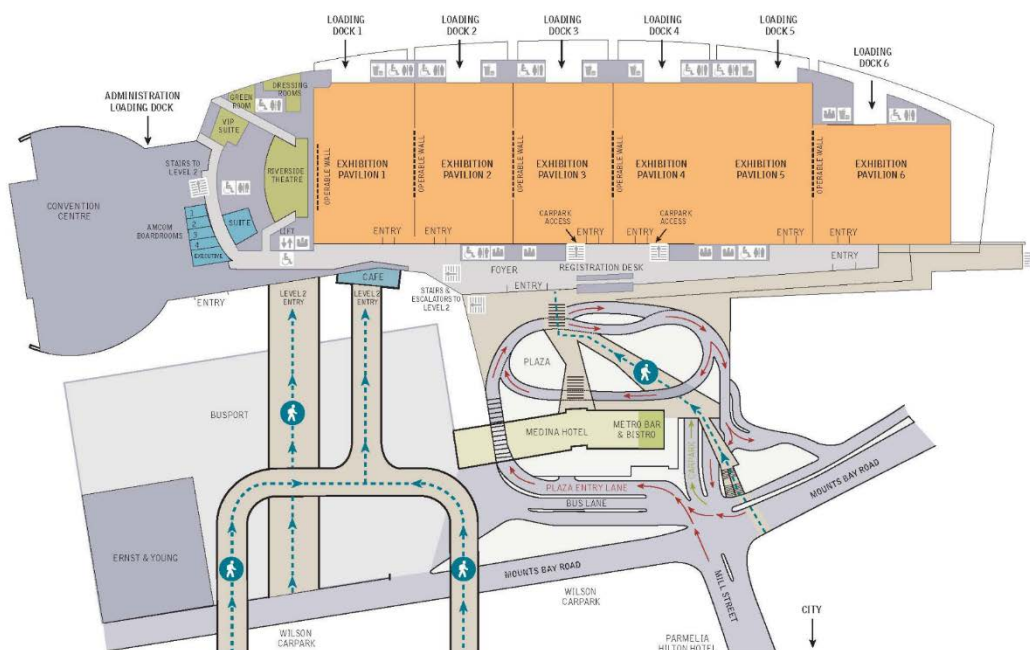 LOADING
DOCK 1
LOADING
DOCK 2
LOADING
DOCK 3
LOADING
DOCK 4
LOADING
DOCK 5
LOADING
DOCK 6
ADMINISTRATION
LOADING DOCK
GREEN
ROOM
DRESSING
ROOMS
VIP
SUITE
STAIRS TO
LEVEL 2
RIVERSIDE
THEATRE
CONVENTION
CENTRE
AMCOM
BOARDROOMS
1
2
3
4
EXECUTIVE
SUITE
LIFT
OPERABLE WALL
EXHIBITION
PAVILION 1
OPERABLE WALL
EXHIBITION
PAVILION 2
OPERABLE WALL
EXHIBITION
PAVILION 3
OPERABLE WALL
EXHIBITION
PAVILION 4
EXHIBITION
PAVILION 5
OPERABLE WALL
EXHIBITION
PAVILION 6
CARPARK
ACCESS
CARPARK
ACCESS
ENTRY
ENTRY
ENTRY
ENTRY
ENTRY
ENTRY
ENTRY
FOYER
REGISTRATION DESK
ENTRY
CAFE
ENTRY
LEVEL 2
ENTRY
LEVEL 2
ENTRY
STAIRS &
ESCALATORS TO
LEVEL 2
ENTRY
PLAZA
BUSPORT
MEDINA HOTEL
METRO BAR
& BISTRO
CARPARK
PLAZA ENTRY LANE
BUS LANE
MOUNTS BAY ROAD
ERNST & YOUNG
MOUNTS BAY ROAD
MILL STREET
WILSON
CARPARK
WILSON
CARPARK
CITY
PARMELIA
HILTON HOTEL